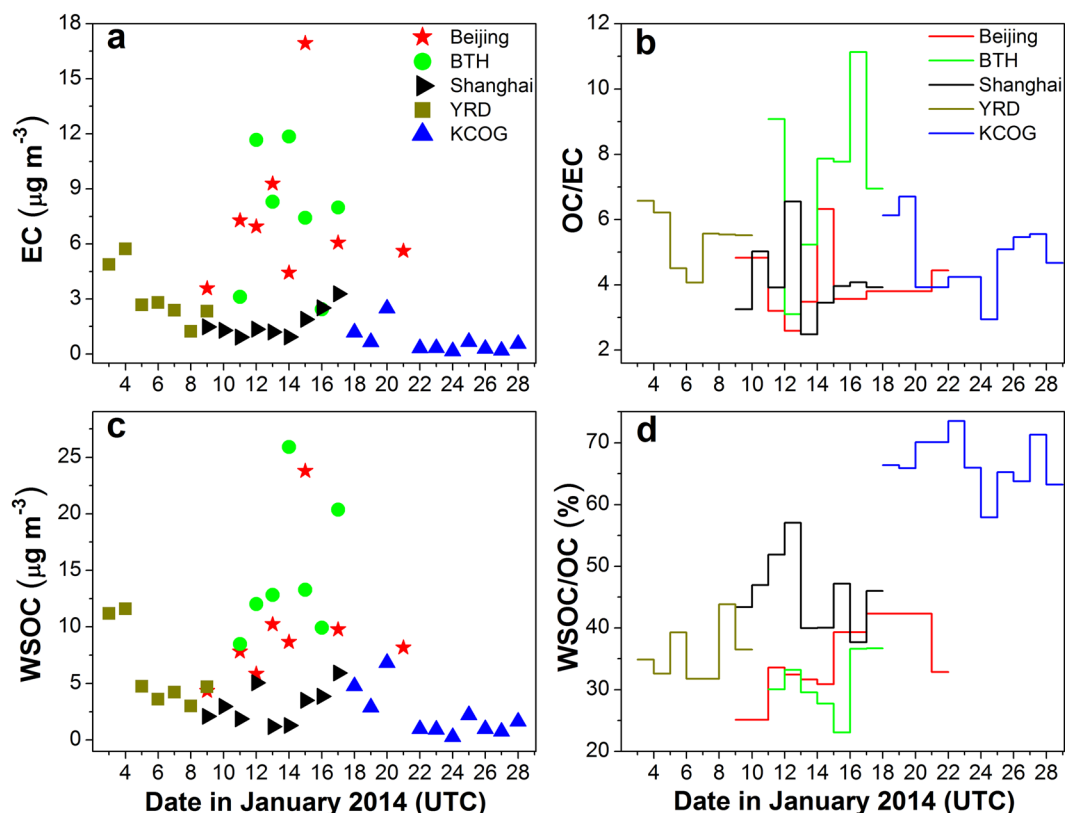 a
EC (μg m-3)
18
15
12
9
6
3
0
Beijing
BTH
Shanghai
YRD
KCOG
4 6 8 10 12 14 16 18 20 22 24 26 28
b
OC/EC
12
10
8
6
4
2
Beijing
BTH
Shanghai
YRD
KCOG
4 6 8 10 12 14 16 18 20 22 24 26 28
c
WSOC (μg m-3)
25
20
15
10
5
0
4 6 8 10 12 14 16 18 20 22 24 26 28
Date in January 2014 (UTC)
d
WSOC/OC (%)
70
60
50
40
30
20
4 6 8 10 12 14 16 18 20 22 24 26 28
Date in January 2014 (UTC)